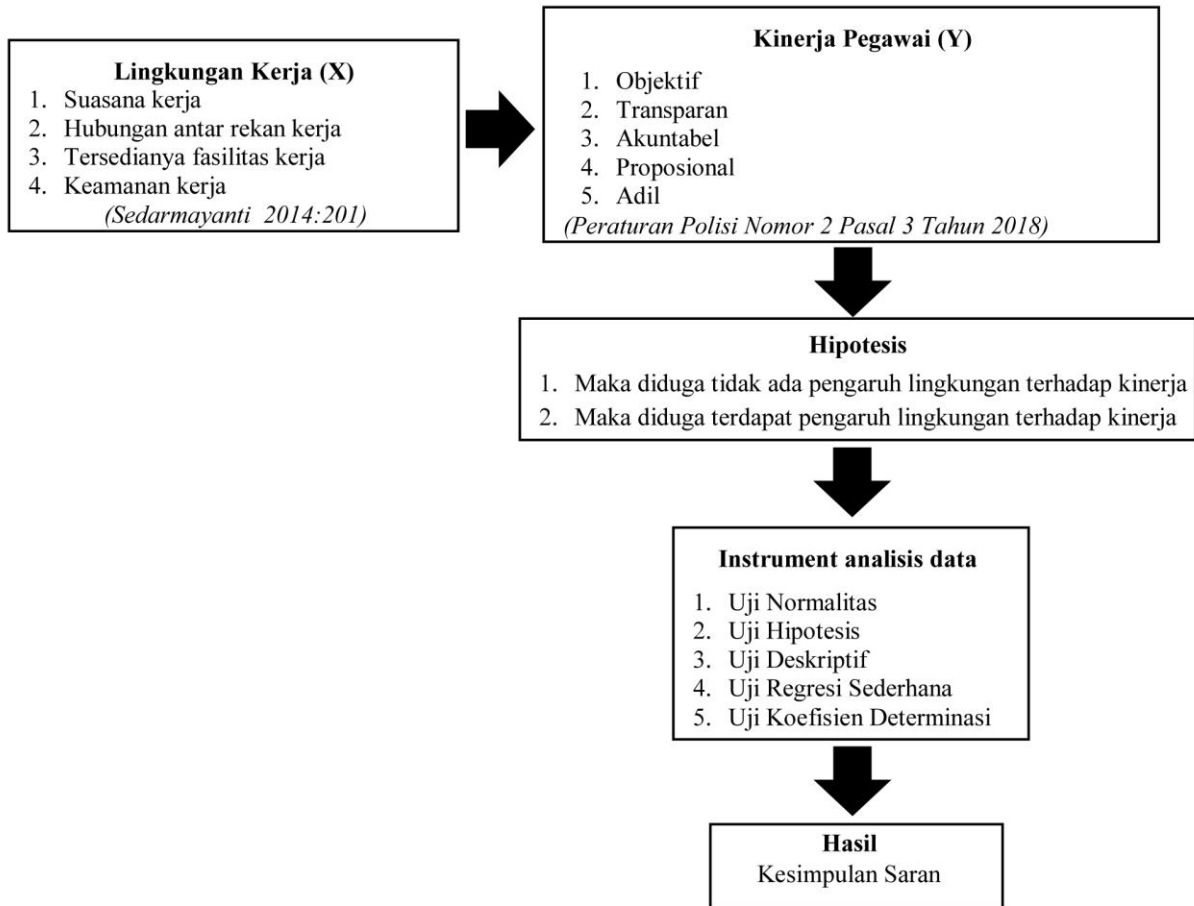 Lingkungan Kerja (X)
1. Suasana kerja
2. Hubungan antar rekan kerja
3. Tersedianya fasilitas kerja
4. Keamanan kerja
(Sedarmayanti 2014:201)
Kinerja Pegawai (Y)
1. Objektif
2. Transparan
3. Akuntabel
4. Proposional
5. Adil
(Peraturan Polisi Nomor 2 Pasal 3 Tahun 2018)
Hipotesis
1. Maka diduga tidak ada pengaruh lingkungan terhadap kinerja
2. Maka diduga terdapat pengaruh lingkungan terhadap kinerja
Instrument analisis data
1. Uji Normalitas
2. Uji Hipotesis
3. Uji Deskriptif
4. Uji Regresi Sederhana
5. Uji Koefisien Determinasi
Hasil
Kesimpulan Saran